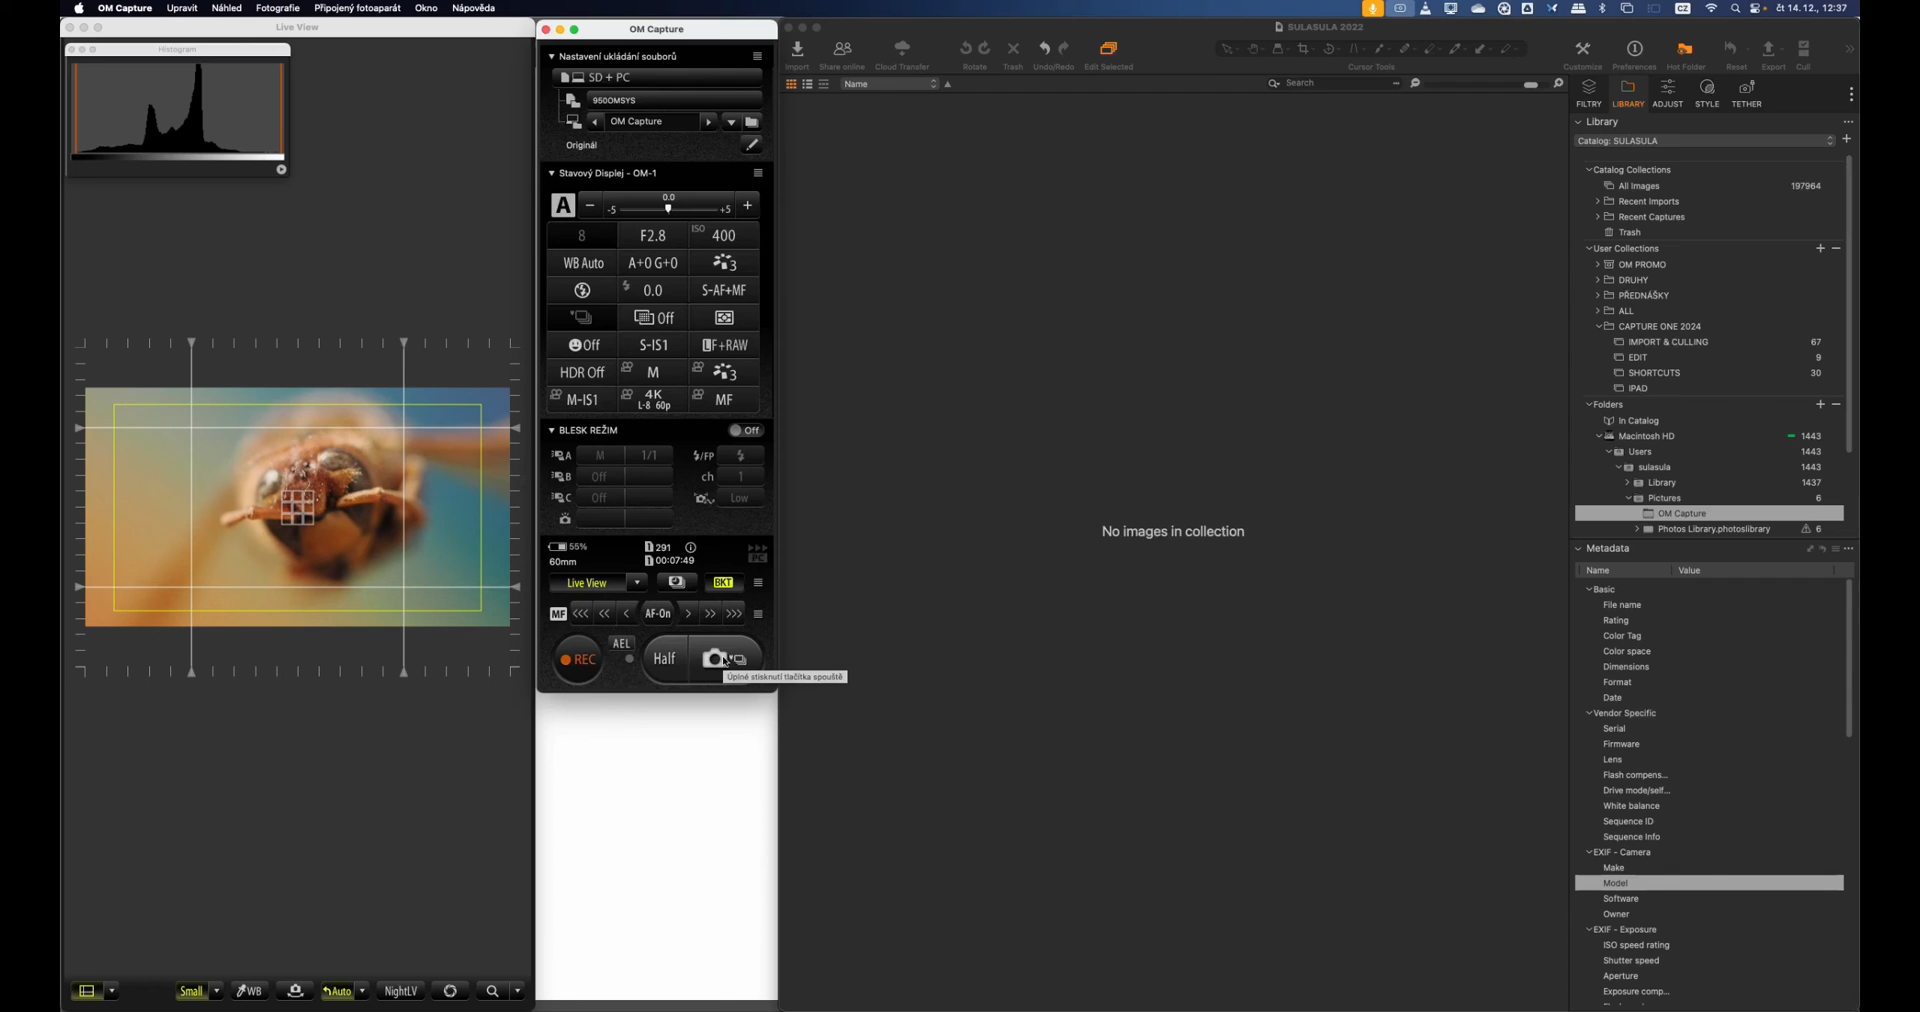 OM Capture Upravit Náhled Fotografie Připojený fotoaparát Okno Nápověda
CZ čt 14. 12., 12:37
Live View
Histogram
Small WB Auto NightLV
OM Capture
Nastavení ukládání souborů
SD + PC
950OMSYS
OM Capture
Originál
Stavový Displej - OM-1
A
0.0
-5 +5
8 F2.8 ISO 400
WB Auto A+0 G+0 3
0.0 S-AF+MF
Off
Off S-IS1 LF+RAW
HDR Off M 3
M-IS1 4K L-8 60p MF
BLESK REŽIM Off
A M 1/1 /FP
B Off ch 1
C Off Low
55% 1 291
60mm 1 00:07:49 PC
Live View BKT
MF AF-On
REC AEL Half
Úplné stisknutí tlačítka spouště
SULASULA 2022
Import Share online Cloud Transfer Rotate Trash Undo/Redo Edit Selected Cursor Tools Customize Preferences Hot Folder Reset Export Cull
Name
Search
No images in collection
FILTRY LIBRARY ADJUST STYLE TETHER
Library
Catalog: SULASULA
Catalog Collections
All Images 197964
Recent Imports
Recent Captures
Trash
User Collections
OM PROMO
DRUHY
PŘEDNÁŠKY
ALL
CAPTURE ONE 2024
IMPORT & CULLING 67
EDIT 9
SHORTCUTS 30
IPAD
Folders
In Catalog
Macintosh HD 1443
Users 1443
sulasula 1443
Library 1437
Pictures 6
OM Capture
Photos Library.photoslibrary 6
Metadata
Name Value
Basic
File name
Rating
Color Tag
Color space
Dimensions
Format
Date
Vendor Specific
Serial
Firmware
Lens
Flash compens...
Drive mode/self...
White balance
Sequence ID
Sequence Info
EXIF - Camera
Make
Model
Software
Owner
EXIF - Exposure
ISO speed rating
Shutter speed
Aperture
Exposure comp...